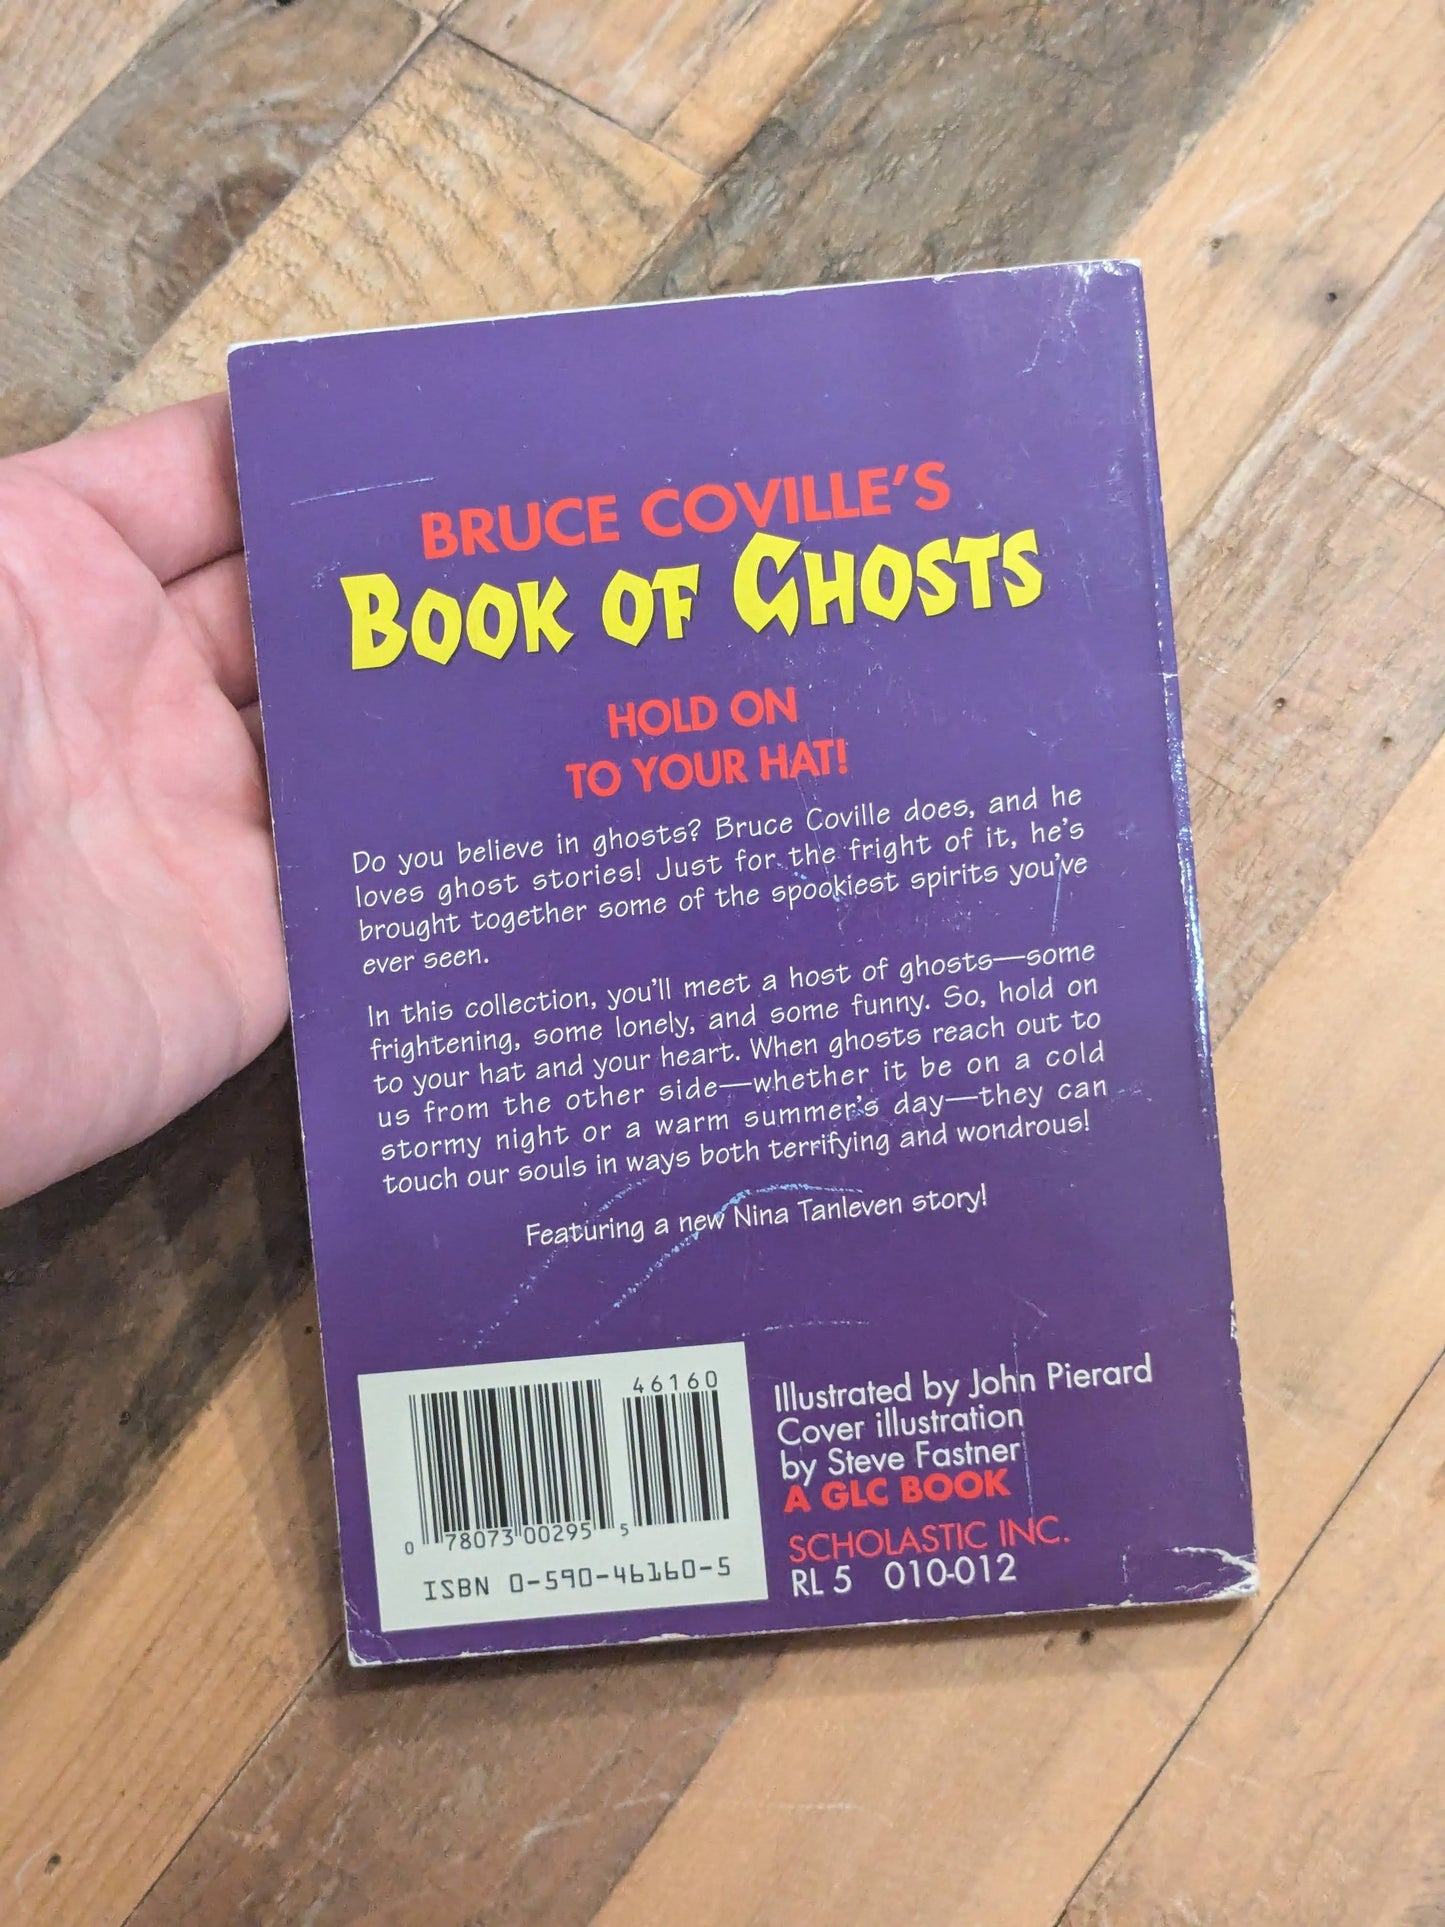 BRUCE COVILLE'S
BOOK OF GHOSTS
HOLD ON
TO YOUR HAT!
Do you believe in ghosts? Bruce Coville does, and he
loves ghost stories! Just for the fright of it, he's
brought together some of the spookiest spirits you've
ever seen.
In this collection, you'll meet a host of ghosts—some
frightening, some lonely, and some funny. So, hold on
to your hat and your heart. When ghosts reach out to
us from the other side—whether it be on a cold
stormy night or a warm summer's day—they can
touch our souls in ways both terrifying and wondrous!
Featuring a new Nina Tanleven story!
46160
0 78073 00295 5
ISBN 0-590-46160-5
Illustrated by John Pierard
Cover illustration
by Steve Fastner
A GLC BOOK
SCHOLASTIC INC.
RL 5 010-012